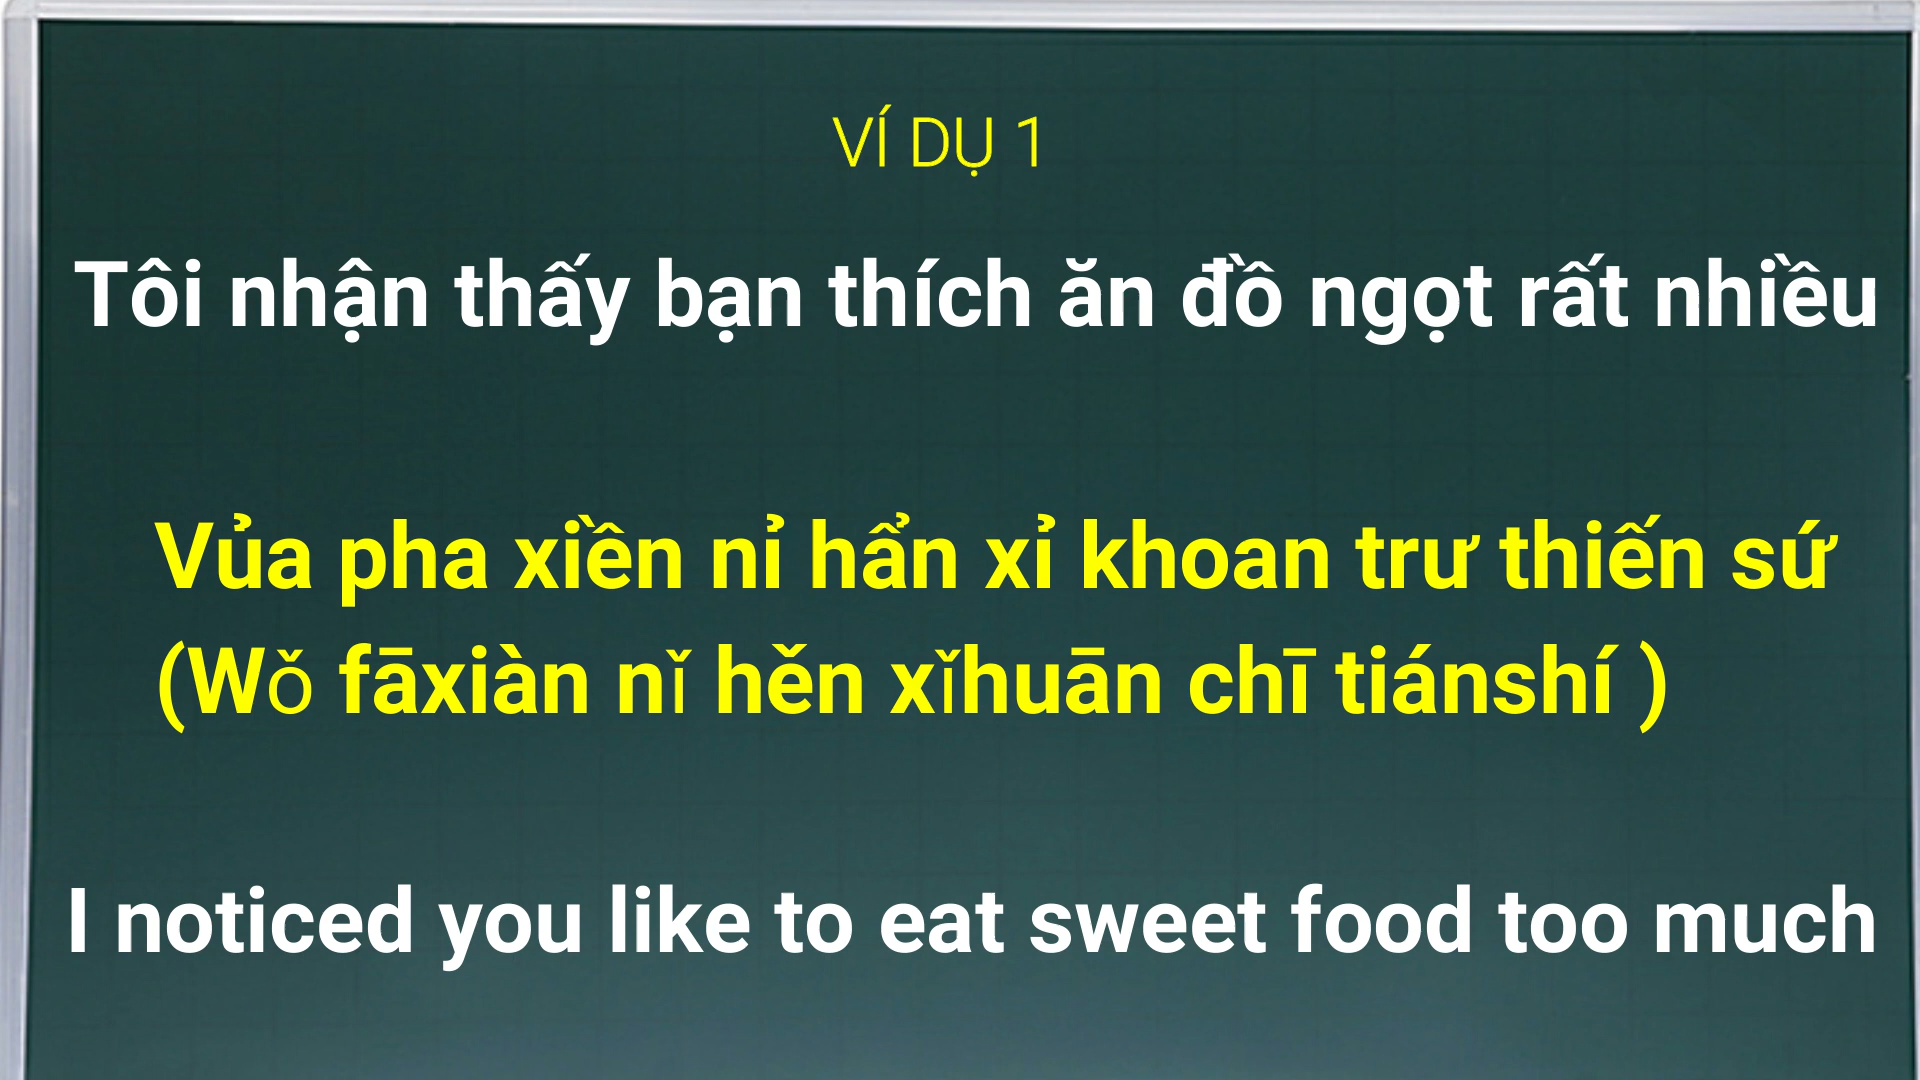 VÍ DỤ 1
Tôi nhận thấy bạn thích ăn đồ ngọt rất nhiều
Vủa pha xiền nỉ hẩn xỉ khoan trư thiến sứ
(Wǒ fāxiàn nǐ hěn xǐhuān chī tiánshí )
I noticed you like to eat sweet food too much